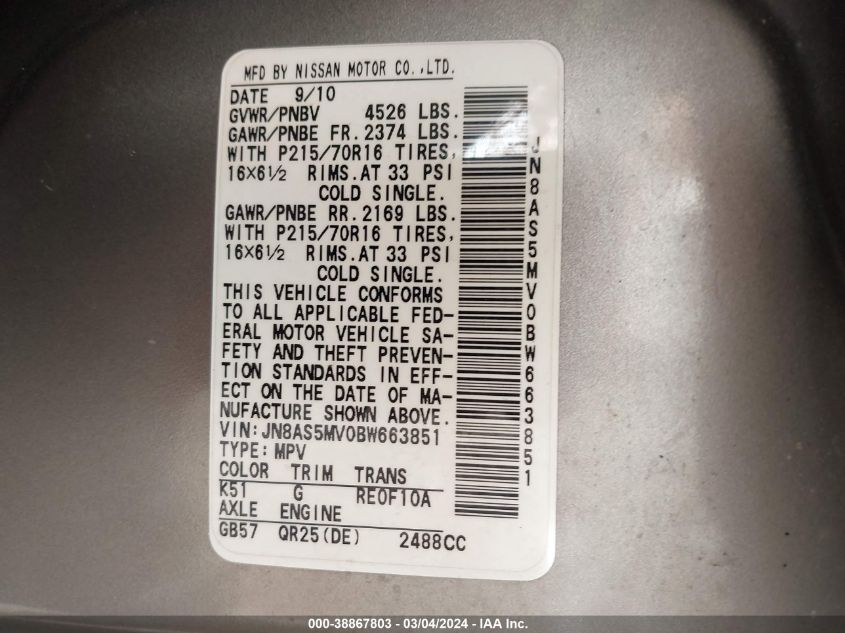 MFD BY NISSAN MOTOR CO.,LTD.
DATE 9/10
GVWR/PNBV 4526 LBS.
GAWR/PNBE FR.2374 LBS.
WITH P215/70R16 TIRES,
16×6½ RIMS.AT 33 PSI
COLD SINGLE.
GAWR/PNBE RR.2169 LBS.
WITH P215/70R16 TIRES,
16×6½ RIMS.AT 33 PSI
COLD SINGLE.
THIS VEHICLE CONFORMS
TO ALL APPLICABLE FED-
ERAL MOTOR VEHICLE SA-
FETY AND THEFT PREVEN-
TION STANDARDS IN EFF-
ECT ON THE DATE OF MA-
NUFACTURE SHOWN ABOVE.
VIN:JN8AS5MV0BW663851
TYPE:MPV
COLOR TRIM TRANS
K51 G RE0F10A
AXLE ENGINE
GB57 QR25(DE) 2488CC
JN8AS5MV0BW663851
000-38867803 - 03/04/2024 - IAA Inc.